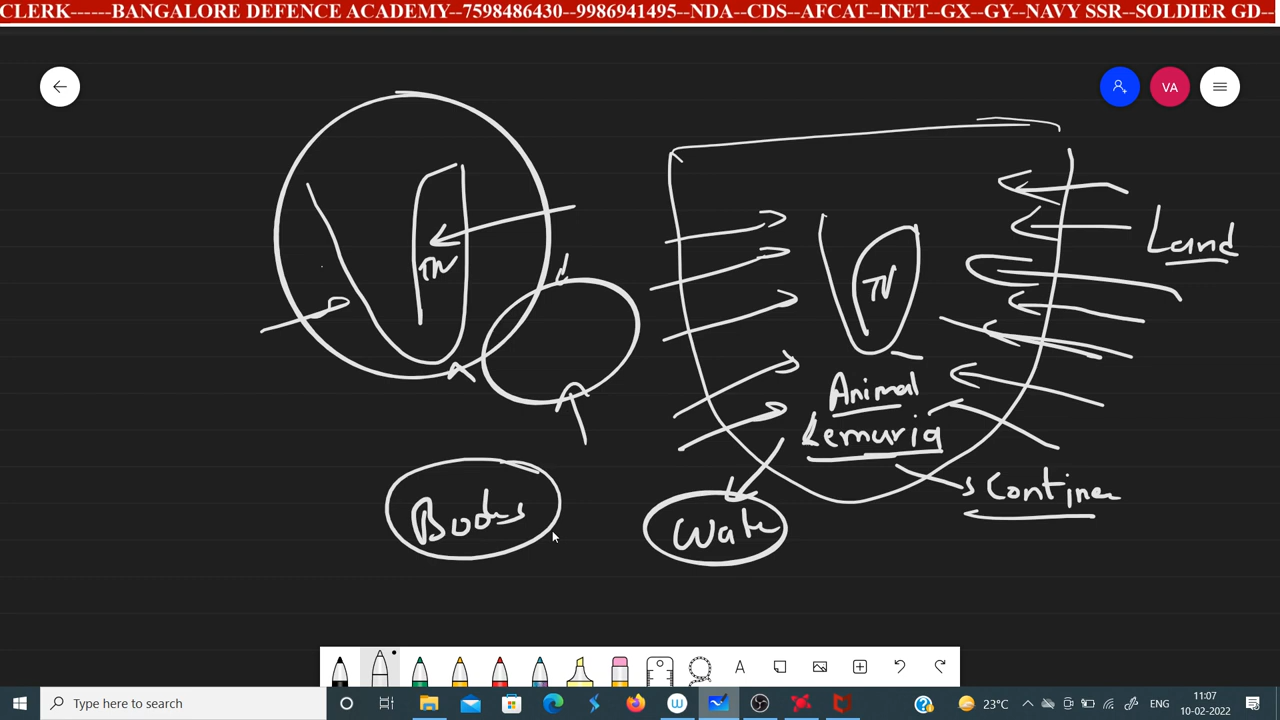 CLERK------BANGALORE DEFENCE ACADEMY--7598486430--9986941495--NDA--CDS--AFCAT--INET--GX--GY--NAVY SSR--SOLDIER GD--
VA
TN
TN
Land
Animal
Lemuria
Continen
Wate
A
Type here to search
23°C
ENG
11:07
10-02-2022